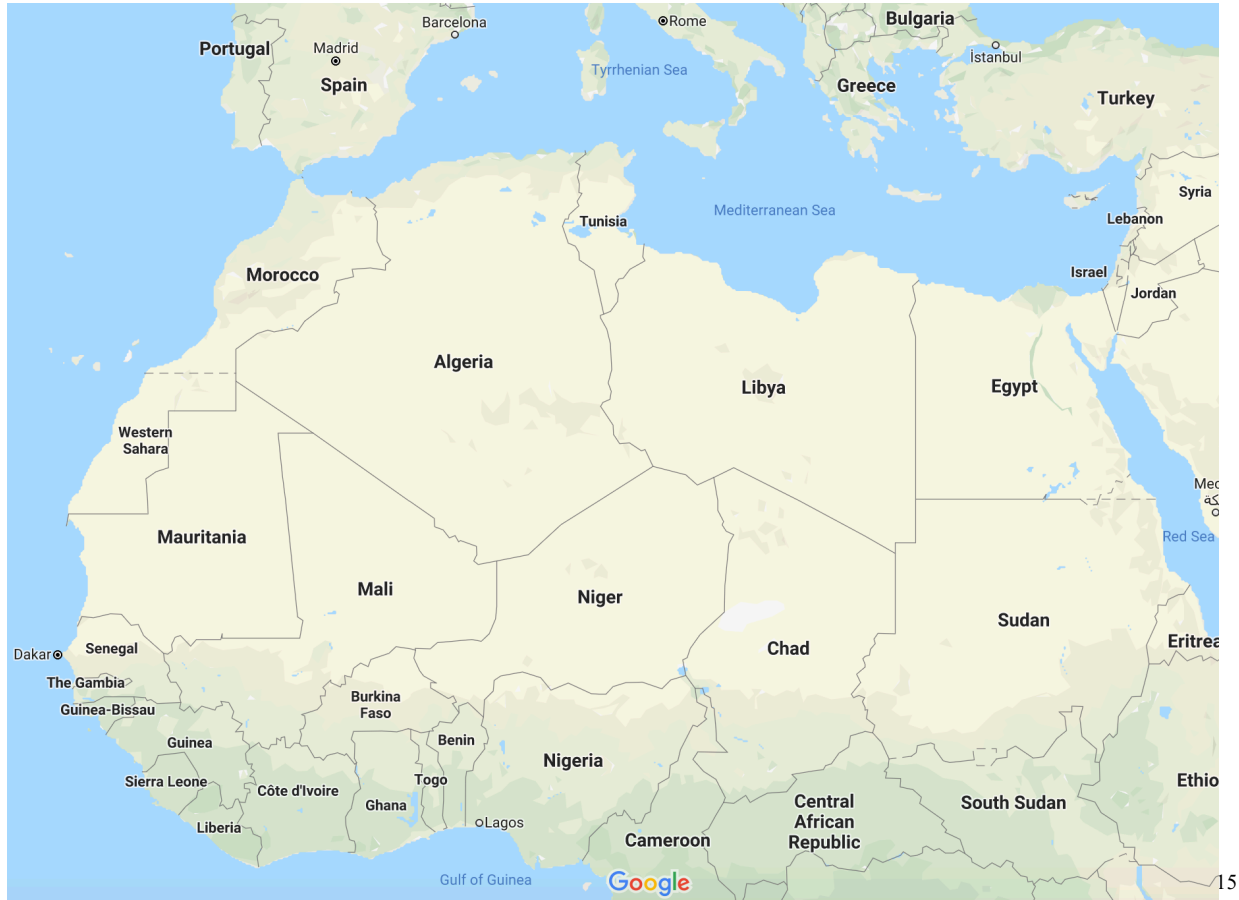 Barcelona
Rome
Bulgaria
Portugal
Madrid
Spain
Tyrrhenian Sea
İstanbul
Greece
Turkey
Syria
Mediterranean Sea
Tunisia
Lebanon
Morocco
Israel
Jordan
Algeria
Libya
Egypt
Western
Sahara
Mec
كة
Mauritania
Red Sea
Mali
Niger
Sudan
Senegal
Chad
Eritrea
Dakar
The Gambia
Burkina
Faso
Guinea-Bissau
Guinea
Benin
Nigeria
Sierra Leone
Togo
Côte d'Ivoire
Ghana
Ethio
Central
African
Republic
South Sudan
Liberia
Lagos
Cameroon
Gulf of Guinea
Google
15